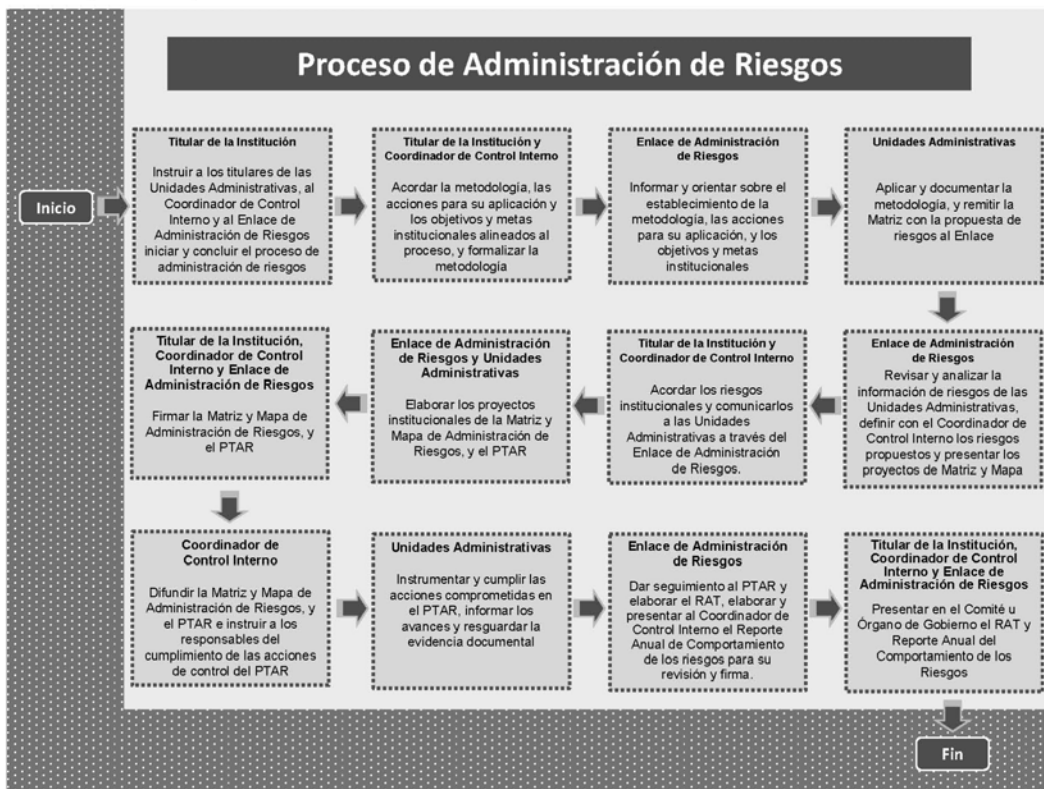 Proceso de Administración de Riesgos
Inicio
Titular de la Institución
Instruir a los titulares de las
Unidades Administrativas, al
Coordinador de Control
Interno y al Enlace de
Administración de Riesgos
iniciar y concluir el proceso de
administración de riesgos
Titular de la Institución y
Coordinador de Control Interno
Acordar la metodología, las
acciones para su aplicación y
los objetivos y metas
institucionales alineados al
proceso, y formalizar la
metodología
Enlace de Administración
de Riesgos
Informar y orientar sobre el
establecimiento de la
metodología, las acciones
para su aplicación, y los
objetivos y metas
institucionales
Unidades Administrativas
Aplicar y documentar la
metodología, y remitir la
Matriz con la propuesta de
riesgos al Enlace
Enlace de Administración
de Riesgos
Revisar y analizar la
información de riesgos de las
Unidades Administrativas,
definir con el Coordinador de
Control Interno los riesgos
propuestos y presentar los
proyectos de Matriz y Mapa
Titular de la Institución y
Coordinador de Control Interno
Acordar los riesgos
institucionales y comunicarlos
a las Unidades
Administrativas a través del
Enlace de Administración
de Riesgos.
Enlace de Administración
de Riesgos y Unidades
Administrativas
Elaborar los proyectos
institucionales de la Matriz y
Mapa de Administración de
Riesgos, y el PTAR
Titular de la Institución,
Coordinador de Control
Interno y Enlace de
Administración de Riesgos
Firmar la Matriz y Mapa de
Administración de Riesgos, y
el PTAR
Coordinador de
Control Interno
Difundir la Matriz y Mapa de
Administración de Riesgos, y
el PTAR e instruir a los
responsables del
cumplimiento de las acciones
de control del PTAR
Unidades Administrativas
Instrumentar y cumplir las
acciones comprometidas en
el PTAR, informar los
avances y resguardar la
evidencia documental
Enlace de Administración
de Riesgos
Dar seguimiento al PTAR y
elaborar el RAT, elaborar y
presentar al Coordinador de
Control Interno el Reporte
Anual de Comportamiento
de los riesgos para su
revisión y firma.
Titular de la Institución,
Coordinador de Control
Interno y Enlace de
Administración de Riesgos
Presentar en el Comité u
Órgano de Gobierno el RAT y
Reporte Anual del
Comportamiento de los
Riesgos
Fin